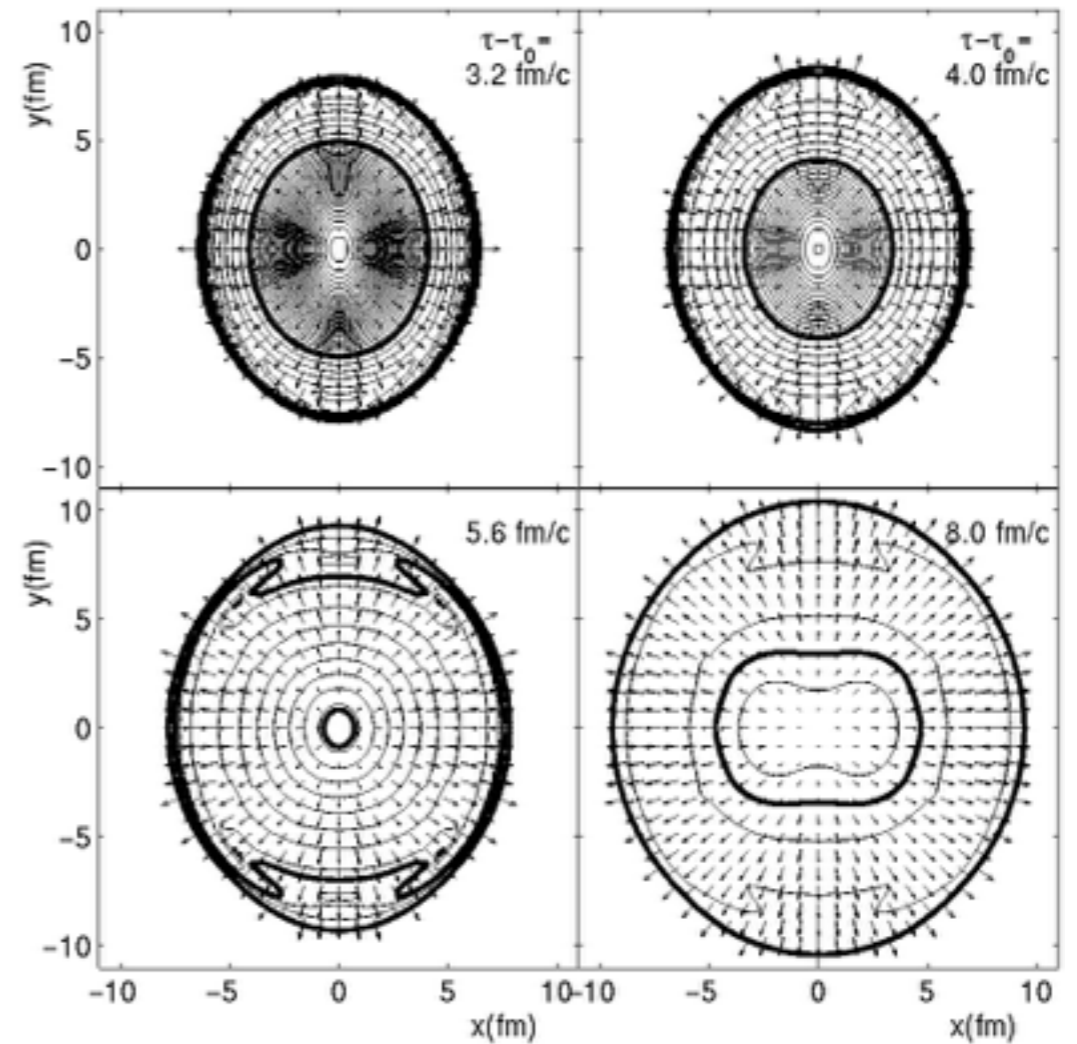 10
5
0
−5
−10
y(fm)
τ−τ0=
3.2 fm/c
τ−τ0=
4.0 fm/c
10
5
0
−5
−10
y(fm)
5.6 fm/c
8.0 fm/c
−10 −5 0 5 10 −10 −5 0 5 10
x(fm) x(fm)